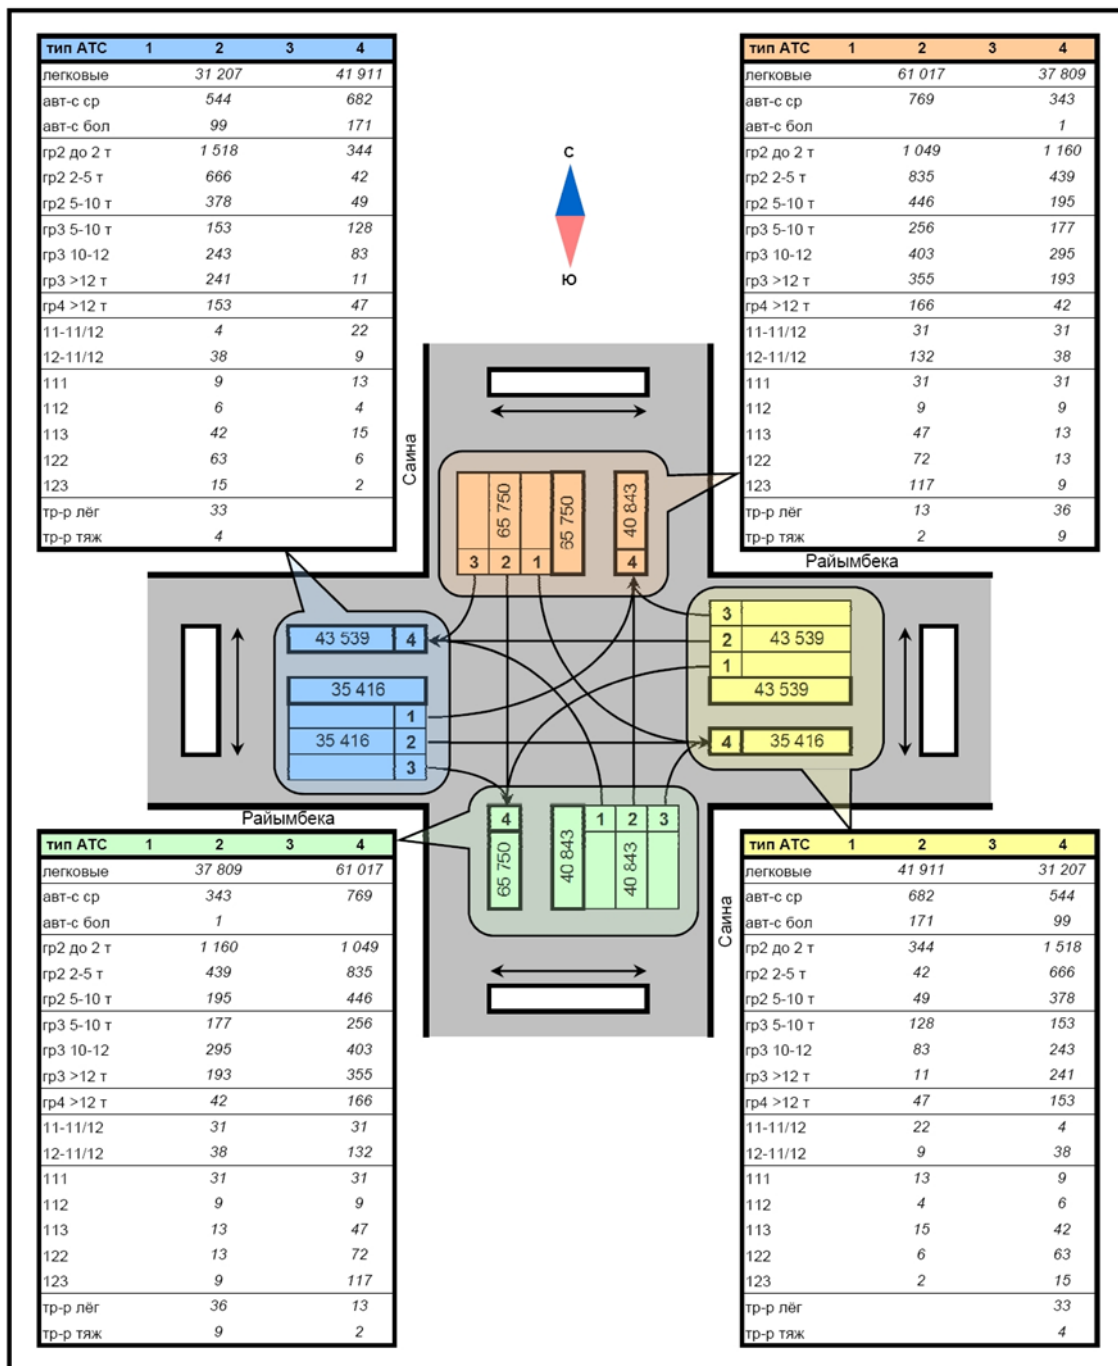 тип АТС 1 2 3 4
легковые 31 207 41 911
авт-с ср 544 682
авт-с бол 99 171
гр2 до 2 т 1 518 344
гр2 2-5 т 666 42
гр2 5-10 т 378 49
гр3 5-10 т 153 128
гр3 10-12 243 83
гр3 >12 т 241 11
гр4 >12 т 153 47
11-11/12 4 22
12-11/12 38 9
111 9 13
112 6 4
113 42 15
122 63 6
123 15 2
тр-р лёг 33
тр-р тяж 4
тип АТС 1 2 3 4
легковые 61 017 37 809
авт-с ср 769 343
авт-с бол 1
гр2 до 2 т 1 049 1 160
гр2 2-5 т 835 439
гр2 5-10 т 446 195
гр3 5-10 т 256 177
гр3 10-12 403 295
гр3 >12 т 355 193
гр4 >12 т 166 42
11-11/12 31 31
12-11/12 132 38
111 31 31
112 9 9
113 47 13
122 72 13
123 117 9
тр-р лёг 13 36
тр-р тяж 2 9
С
Ю
Саина
Райымбека
65 750
65 750
40 843
3 2 1 4
43 539 4
35 416
1
35 416 2
3
3
2 43 539
1
43 539
4 35 416
4 1 2 3
65 750
40 843
40 843
Райымбека
Саина
тип АТС 1 2 3 4
легковые 37 809 61 017
авт-с ср 343 769
авт-с бол 1
гр2 до 2 т 1 160 1 049
гр2 2-5 т 439 835
гр2 5-10 т 195 446
гр3 5-10 т 177 256
гр3 10-12 295 403
гр3 >12 т 193 355
гр4 >12 т 42 166
11-11/12 31 31
12-11/12 38 132
111 31 31
112 9 9
113 13 47
122 13 72
123 9 117
тр-р лёг 36 13
тр-р тяж 9 2
тип АТС 1 2 3 4
легковые 41 911 31 207
авт-с ср 682 544
авт-с бол 171 99
гр2 до 2 т 344 1 518
гр2 2-5 т 42 666
гр2 5-10 т 49 378
гр3 5-10 т 128 153
гр3 10-12 83 243
гр3 >12 т 11 241
гр4 >12 т 47 153
11-11/12 22 4
12-11/12 9 38
111 13 9
112 4 6
113 15 42
122 6 63
123 2 15
тр-р лёг 33
тр-р тяж 4